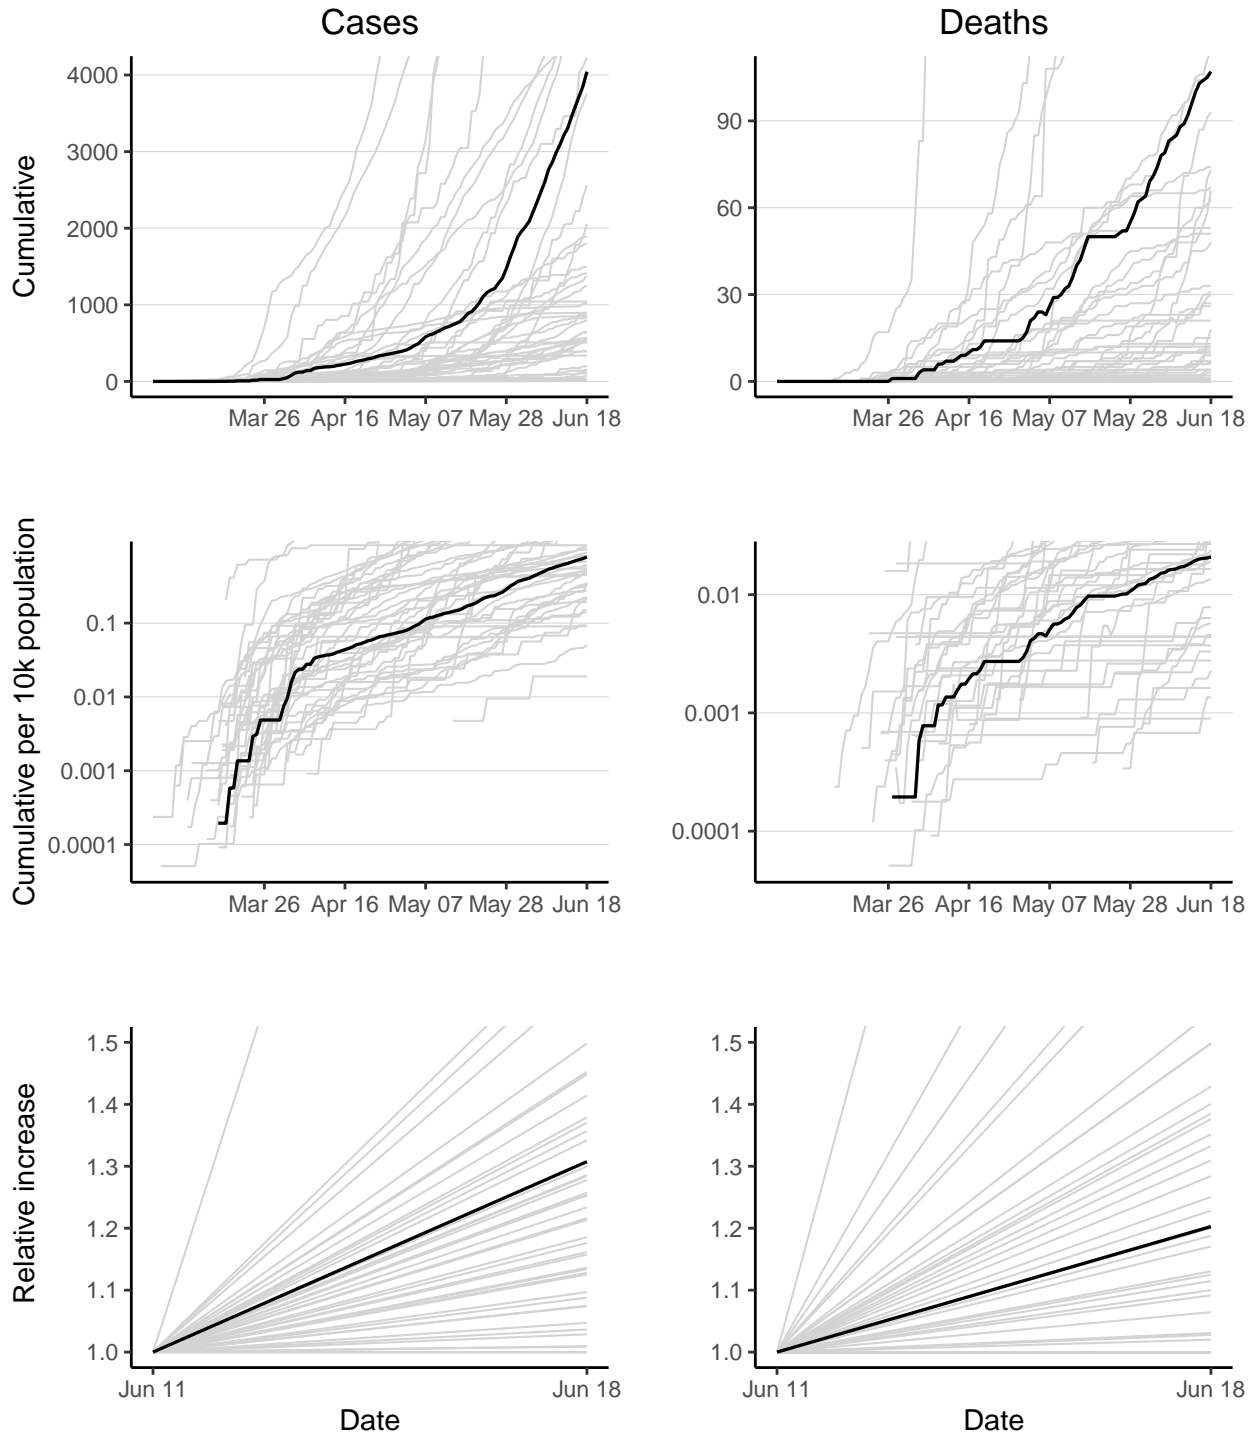 Cases
Deaths
Cumulative
4000
3000
2000
1000
0
Mar 26 Apr 16 May 07 May 28 Jun 18
90
60
30
0
Mar 26 Apr 16 May 07 May 28 Jun 18
Cumulative per 10k population
0.1
0.01
0.001
0.0001
Mar 26 Apr 16 May 07 May 28 Jun 18
0.01
0.001
0.0001
Mar 26 Apr 16 May 07 May 28 Jun 18
Relative increase
1.5
1.4
1.3
1.2
1.1
1.0
Jun 11 Jun 18
Date
1.5
1.4
1.3
1.2
1.1
1.0
Jun 11 Jun 18
Date